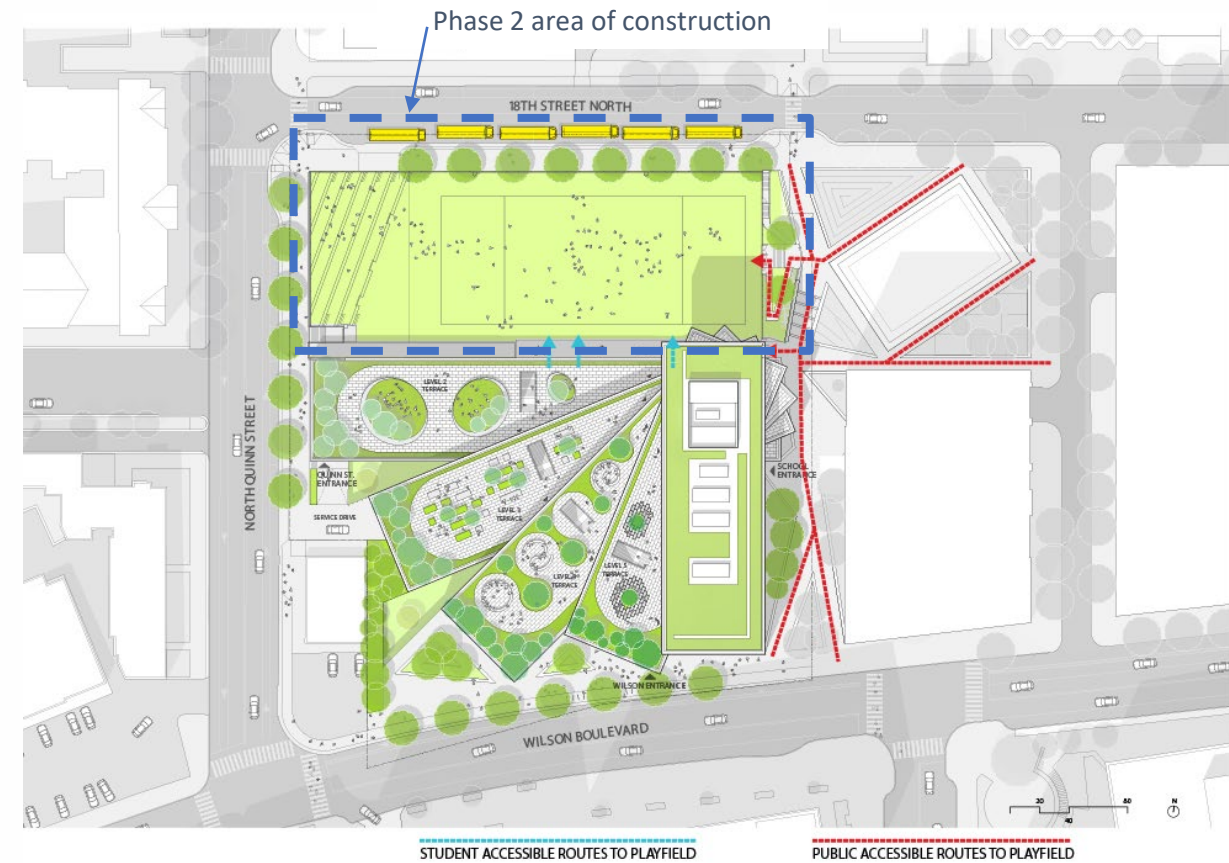 Phase 2 area of construction
18TH STREET NORTH
NORTH QUINN STREET
LEVEL 2
TERRACE
QUINN ST.
ENTRANCE
SERVICE DRIVE
LEVEL 3
TERRACE
LEVEL 4
TERRACE
LEVEL 5
TERRACE
SCHOOL
ENTRANCE
WILSON ENTRANCE
WILSON BOULEVARD
20
80
40
N
STUDENT ACCESSIBLE ROUTES TO PLAYFIELD
PUBLIC ACCESSIBLE ROUTES TO PLAYFIELD